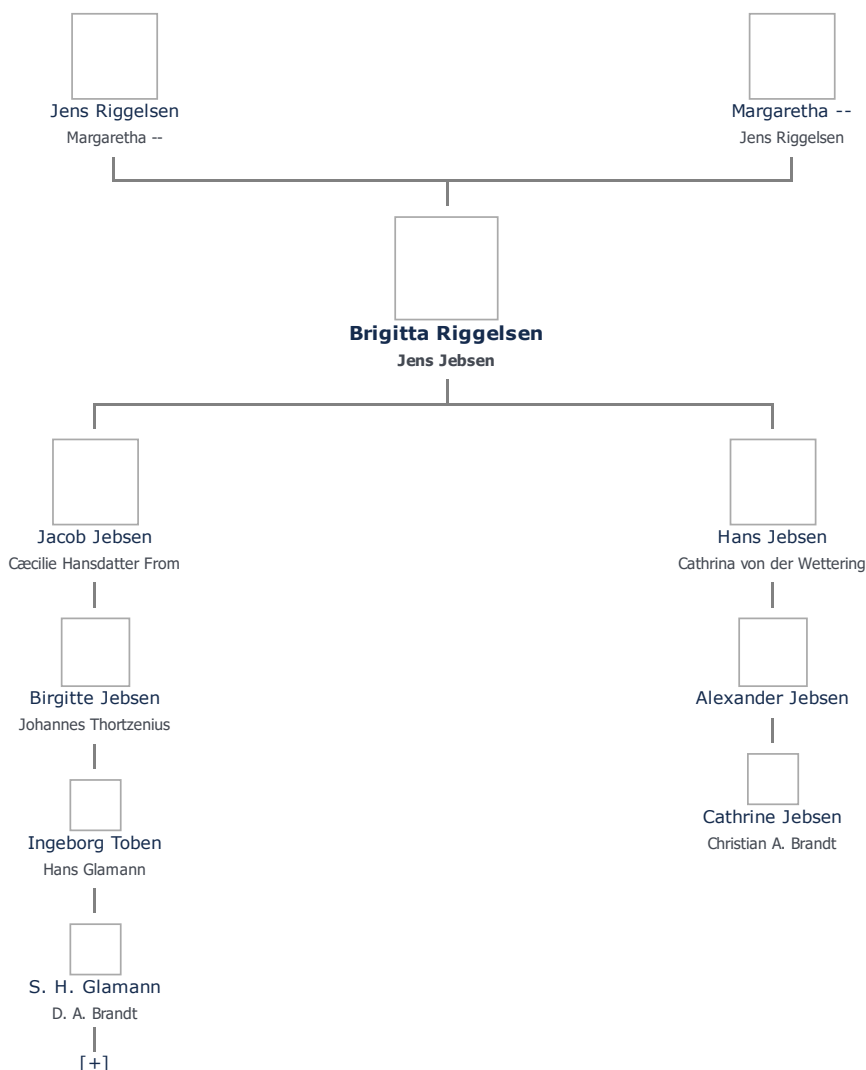 Jens Riggelsen
Margaretha --
Margaretha --
Jens Riggelsen
Brigitta Riggelsen
Jens Jebsen
Jacob Jebsen
Cæcilie Hansdatter From
Hans Jebsen
Cathrina von der Wettering
Birgitte Jebsen
Johannes Thortzenius
Alexander Jebsen
Ingeborg Toben
Hans Glamann
Cathrine Jebsen
Christian A. Brandt
S. H. Glamann
D. A. Brandt
[+]